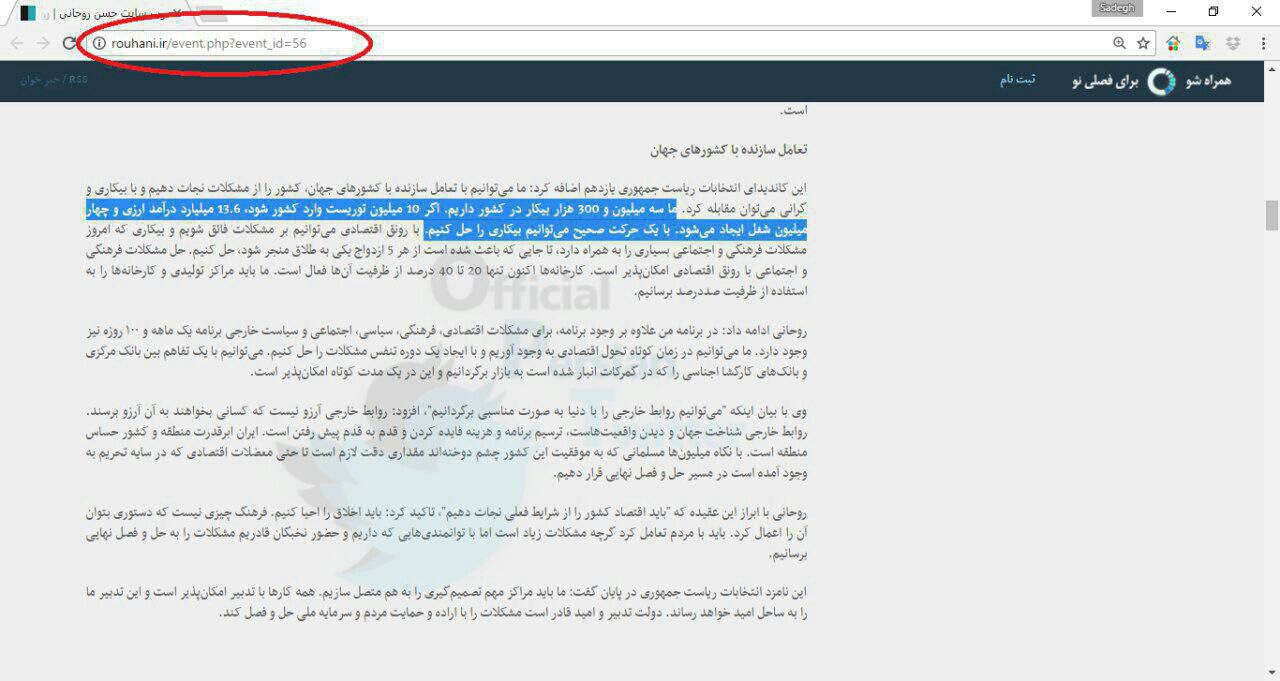 وب سایت حسن روحانی | رو
Sadegh
rouhani.ir/event.php?event_id=56
همراه شو برای فصلی نو
ثبت نام
خبر خوان / RSS
است.
تعامل سازنده با کشورهای جهان
این کاندیدای انتخابات ریاست جمهوری یازدهم اضافه کرد: ما می‌توانیم با تعامل سازنده با کشورهای جهان، کشور را از مشکلات نجات دهیم و با بیکاری و
گرانی می‌توان مقابله کرد. ما سه میلیون و 300 هزار بیکار در کشور داریم. اگر 10 میلیون توریست وارد کشور شود، 13.6 میلیارد درآمد ارزی و چهار
میلیون شغل ایجاد می‌شود. با یک حرکت صحیح می‌توانیم بیکاری را حل کنیم. با رونق اقتصادی می‌توانیم بر مشکلات فائق شویم و بیکاری که امروز
مشکلات فرهنگی و اجتماعی بسیاری را به همراه دارد، تا جایی که باعث شده است از هر 5 ازدواج یکی به طلاق منجر شود، حل کنیم. حل مشکلات فرهنگی
و اجتماعی با رونق اقتصادی امکان‌پذیر است. کارخانه‌ها اکنون تنها 20 تا 40 درصد از ظرفیت آن‌ها فعال است. ما باید مراکز تولیدی و کارخانه‌ها را به
استفاده از ظرفیت صددرصد برسانیم.
روحانی ادامه داد: در برنامه من علاوه بر وجود برنامه، برای مشکلات اقتصادی، فرهنگی، سیاسی، اجتماعی و سیاست خارجی برنامه یک ماهه و ۱۰۰ روزه نیز
وجود دارد. ما می‌توانیم در زمان کوتاه تحول اقتصادی به وجود آوریم و با ایجاد یک دوره تنفس مشکلات را حل کنیم. می‌توانیم با یک تفاهم بین بانک مرکزی
و بانک‌های کارگشا اجناسی را که در گمرکات انبار شده است به بازار برگردانیم و این در یک مدت کوتاه امکان‌پذیر است.
وی با بیان اینکه "می‌توانیم روابط خارجی را با دنیا به صورت مناسبی برگردانیم"، افزود: روابط خارجی آرزو نیست که کسانی بخواهند به آن آرزو برسند.
روابط خارجی شناخت جهان و دیدن واقعیت‌هاست، ترسیم برنامه و هزینه فایده کردن و قدم به قدم پیش رفتن است. ایران ابرقدرت منطقه و کشور حساس
منطقه است. با نگاه میلیون‌ها مسلمانی که به موفقیت این کشور چشم دوخته‌اند مقداری دقت لازم است تا حتی معضلات اقتصادی که در سایه تحریم به
وجود آمده است در مسیر حل و فصل نهایی قرار دهیم.
روحانی با ابراز این عقیده که "باید اقتصاد کشور را از شرایط فعلی نجات دهیم"، تاکید کرد: باید اخلاق را احیا کنیم. فرهنگ چیزی نیست که دستوری بتوان
آن را اعمال کرد. باید با مردم تعامل کرد گرچه مشکلات زیاد است اما با توانمندی‌هایی که داریم و حضور نخبگان قادریم مشکلات را به حل و فصل نهایی
برسانیم.
این نامزد انتخابات ریاست جمهوری در پایان گفت: ما باید مراکز مهم تصمیم‌گیری را به هم متصل سازیم. همه کارها با تدبیر امکان‌پذیر است و این تدبیر ما
را به ساحل امید خواهد رساند. دولت تدبیر و امید قادر است مشکلات را با اراده و حمایت مردم و سرمایه ملی حل و فصل کند.
Official